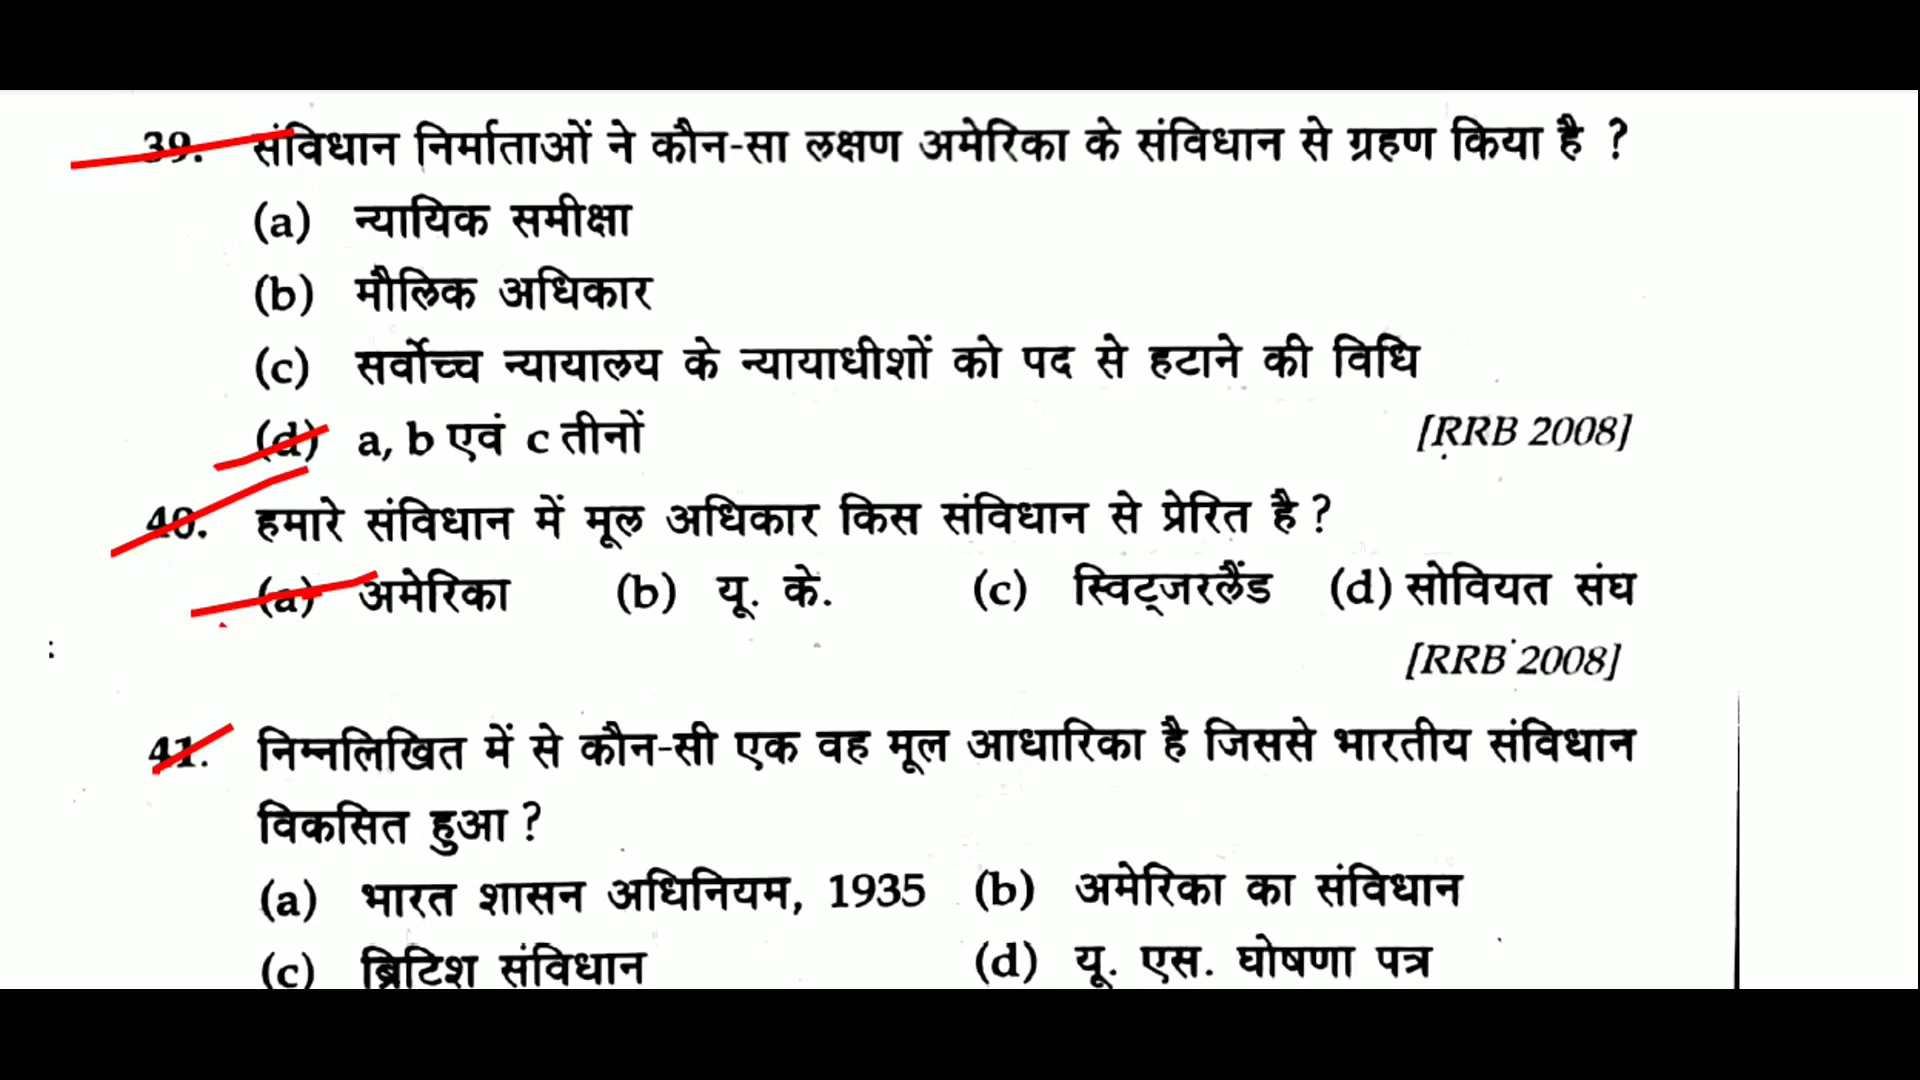 39. संविधान निर्माताओं ने कौन-सा लक्षण अमेरिका के संविधान से ग्रहण किया है ?
(a) न्यायिक समीक्षा
(b) मौलिक अधिकार
(c) सर्वोच्च न्यायालय के न्यायाधीशों को पद से हटाने की विधि
(d) a, b एवं c तीनों [RRB 2008]
40. हमारे संविधान में मूल अधिकार किस संविधान से प्रेरित है ?
(a) अमेरिका (b) यू. के. (c) स्विट्जरलैंड (d) सोवियत संघ
[RRB 2008]
41. निम्नलिखित में से कौन-सी एक वह मूल आधारिका है जिससे भारतीय संविधान
विकसित हुआ ?
(a) भारत शासन अधिनियम, 1935 (b) अमेरिका का संविधान
(c) ब्रिटिश संविधान (d) यू. एस. घोषणा पत्र